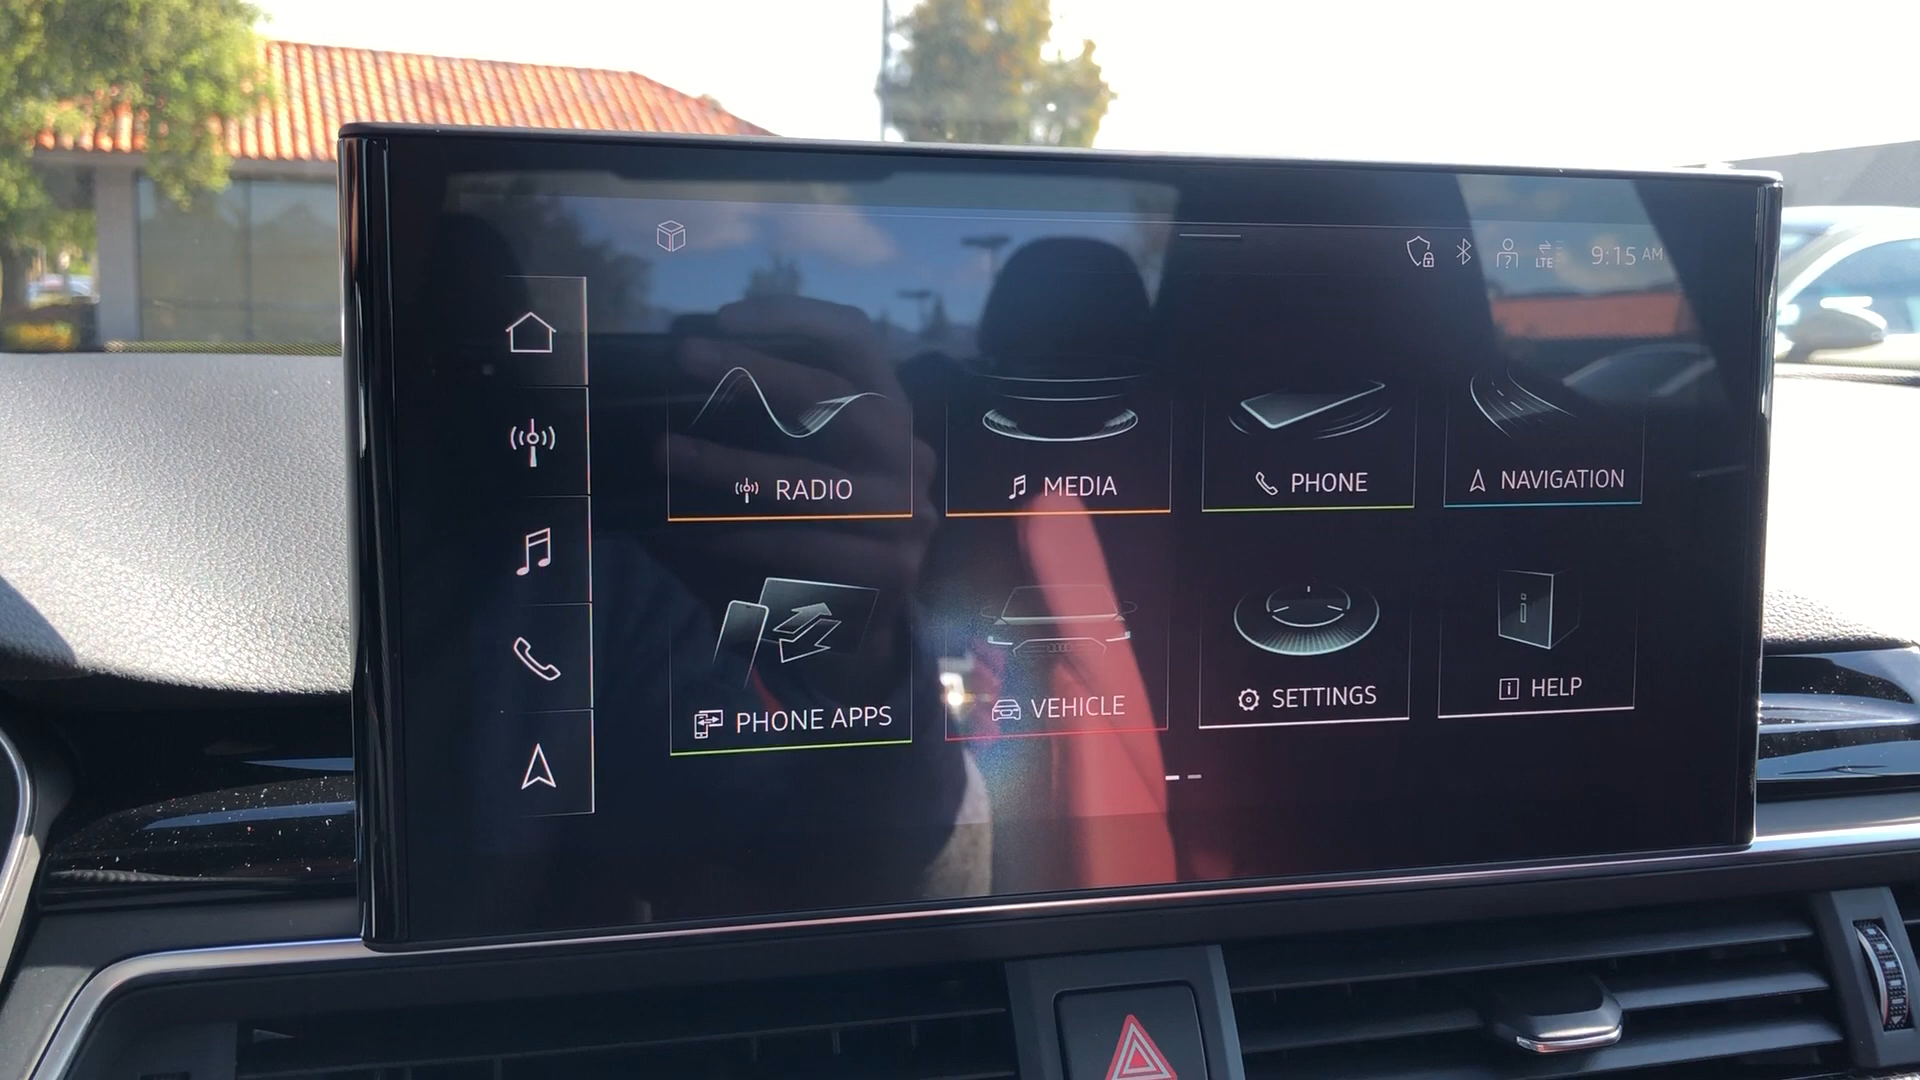 LTE 9:15 AM
RADIO MEDIA PHONE NAVIGATION
PHONE APPS VEHICLE SETTINGS HELP